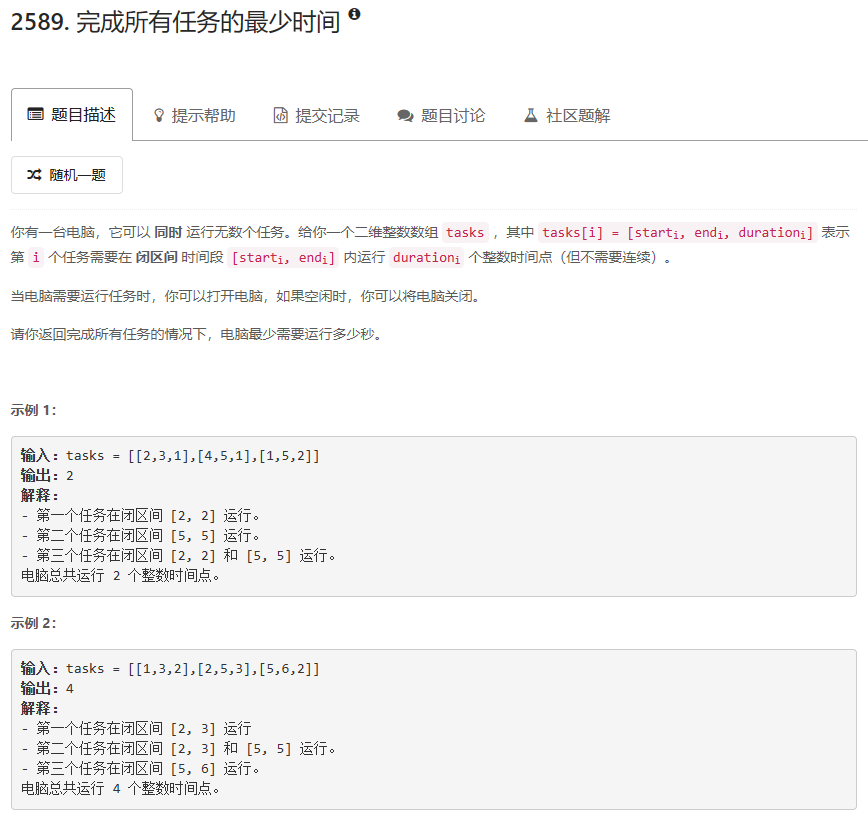 2589. 完成所有任务的最少时间
题目描述 提示帮助 提交记录 题目讨论 社区题解
随机一题
你有一台电脑，它可以 同时 运行无数个任务。给你一个二维整数数组 tasks ，其中 tasks[i] = [starti, endi, durationi] 表示
第 i 个任务需要在 闭区间 时间段 [starti, endi] 内运行 durationi 个整数时间点（但不需要连续）。
当电脑需要运行任务时，你可以打开电脑，如果空闲时，你可以将电脑关闭。
请你返回完成所有任务的情况下，电脑最少需要运行多少秒。
示例 1：
输入：tasks = [[2,3,1],[4,5,1],[1,5,2]]
输出：2
解释：
- 第一个任务在闭区间 [2, 2] 运行。
- 第二个任务在闭区间 [5, 5] 运行。
- 第三个任务在闭区间 [2, 2] 和 [5, 5] 运行。
电脑总共运行 2 个整数时间点。
示例 2：
输入：tasks = [[1,3,2],[2,5,3],[5,6,2]]
输出：4
解释：
- 第一个任务在闭区间 [2, 3] 运行
- 第二个任务在闭区间 [2, 3] 和 [5, 5] 运行。
- 第三个任务在闭区间 [5, 6] 运行。
电脑总共运行 4 个整数时间点。